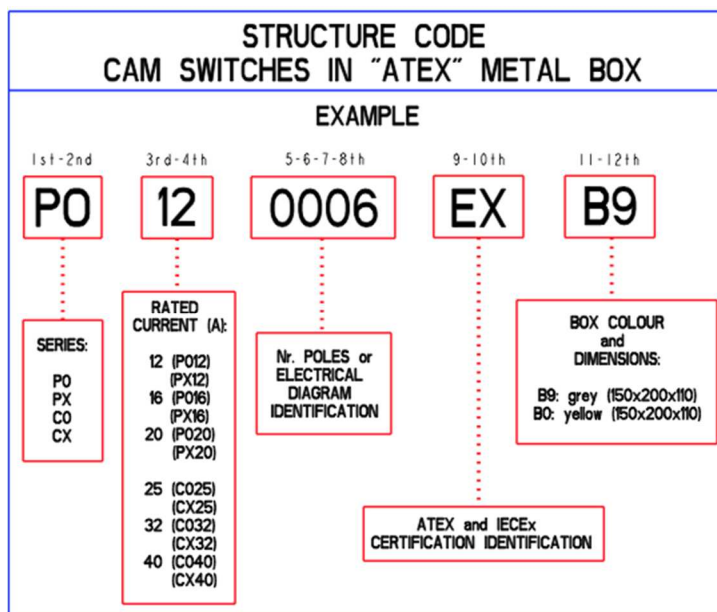 STRUCTURE CODE
CAM SWITCHES IN "ATEX" METAL BOX
EXAMPLE
1st-2nd
3rd-4th
5-6-7-8th
9-10th
11-12th
PO
12
0006
EX
B9
SERIES:
PO
PX
CO
CX
RATED
CURRENT (A):
12 (PO12)
(PX12)
16 (PO16)
(PX16)
20 (PO20)
(PX20)
25 (CO25)
(CX25)
32 (CO32)
(CX32)
40 (CO40)
(CX40)
Nr. POLES or
ELECTRICAL
DIAGRAM
IDENTIFICATION
ATEX and IECEx
CERTIFICATION IDENTIFICATION
BOX COLOUR
and
DIMENSIONS:
B9: grey (150x200x110)
B0: yellow (150x200x110)